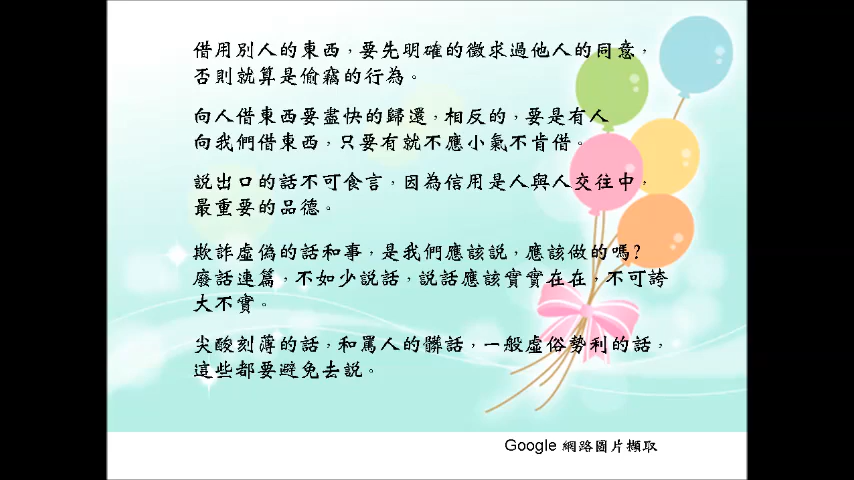 借用別人的東西，要先明確的徵求過他人的同意，
否則就算是偷竊的行為。
向人借東西要盡快的歸還，相反的，要是有人
向我們借東西，只要有就不應小氣不肯借。
說出口的話不可食言，因為信用是人與人交往中，
最重要的品德。
欺詐虛偽的話和事，是我們應該說，應該做的嗎？
廢話連篇，不如少說話，說話應該實實在在，不可誇
大不實。
尖酸刻薄的話，和罵人的髒話，一般虛俗勢利的話，
這些都要避免去說。
Google 網路圖片擷取